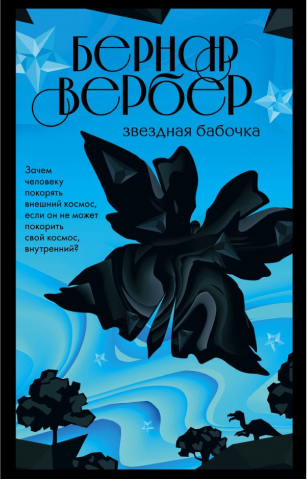 БЕРНАР
ВЕРБЕР
звездная бабочка
Зачем
человеку
покорять
внешний космос,
если он не может
покорить
свой космос,
внутренний?